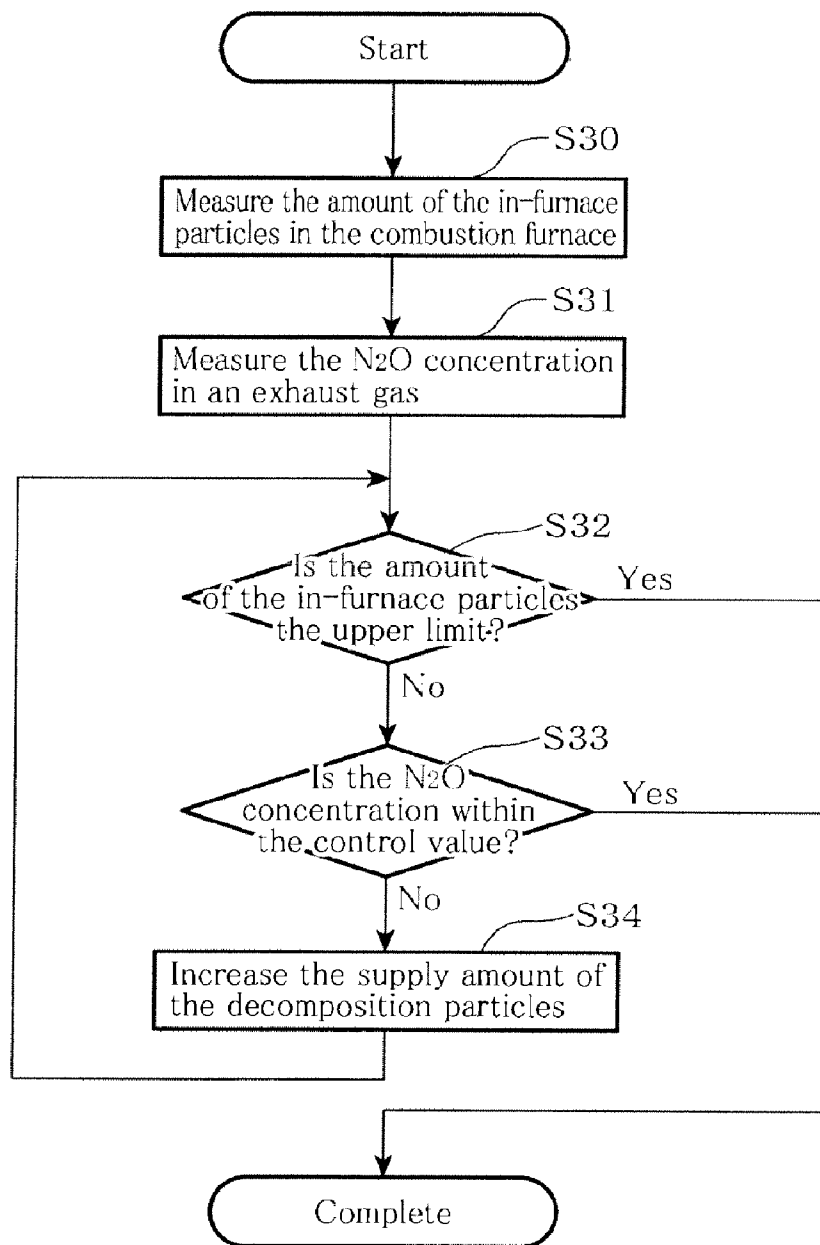 Start
S30
Measure the amount of the in-furnace
particles in the combustion furnace
S31
Measure the N2O concentration
in an exhaust gas
S32
Is the amount
of the in-furnace particles
the upper limit?
Yes
No
S33
Is the N2O
concentration within
the control value?
Yes
No
S34
Increase the supply amount of
the decomposition particles
Complete